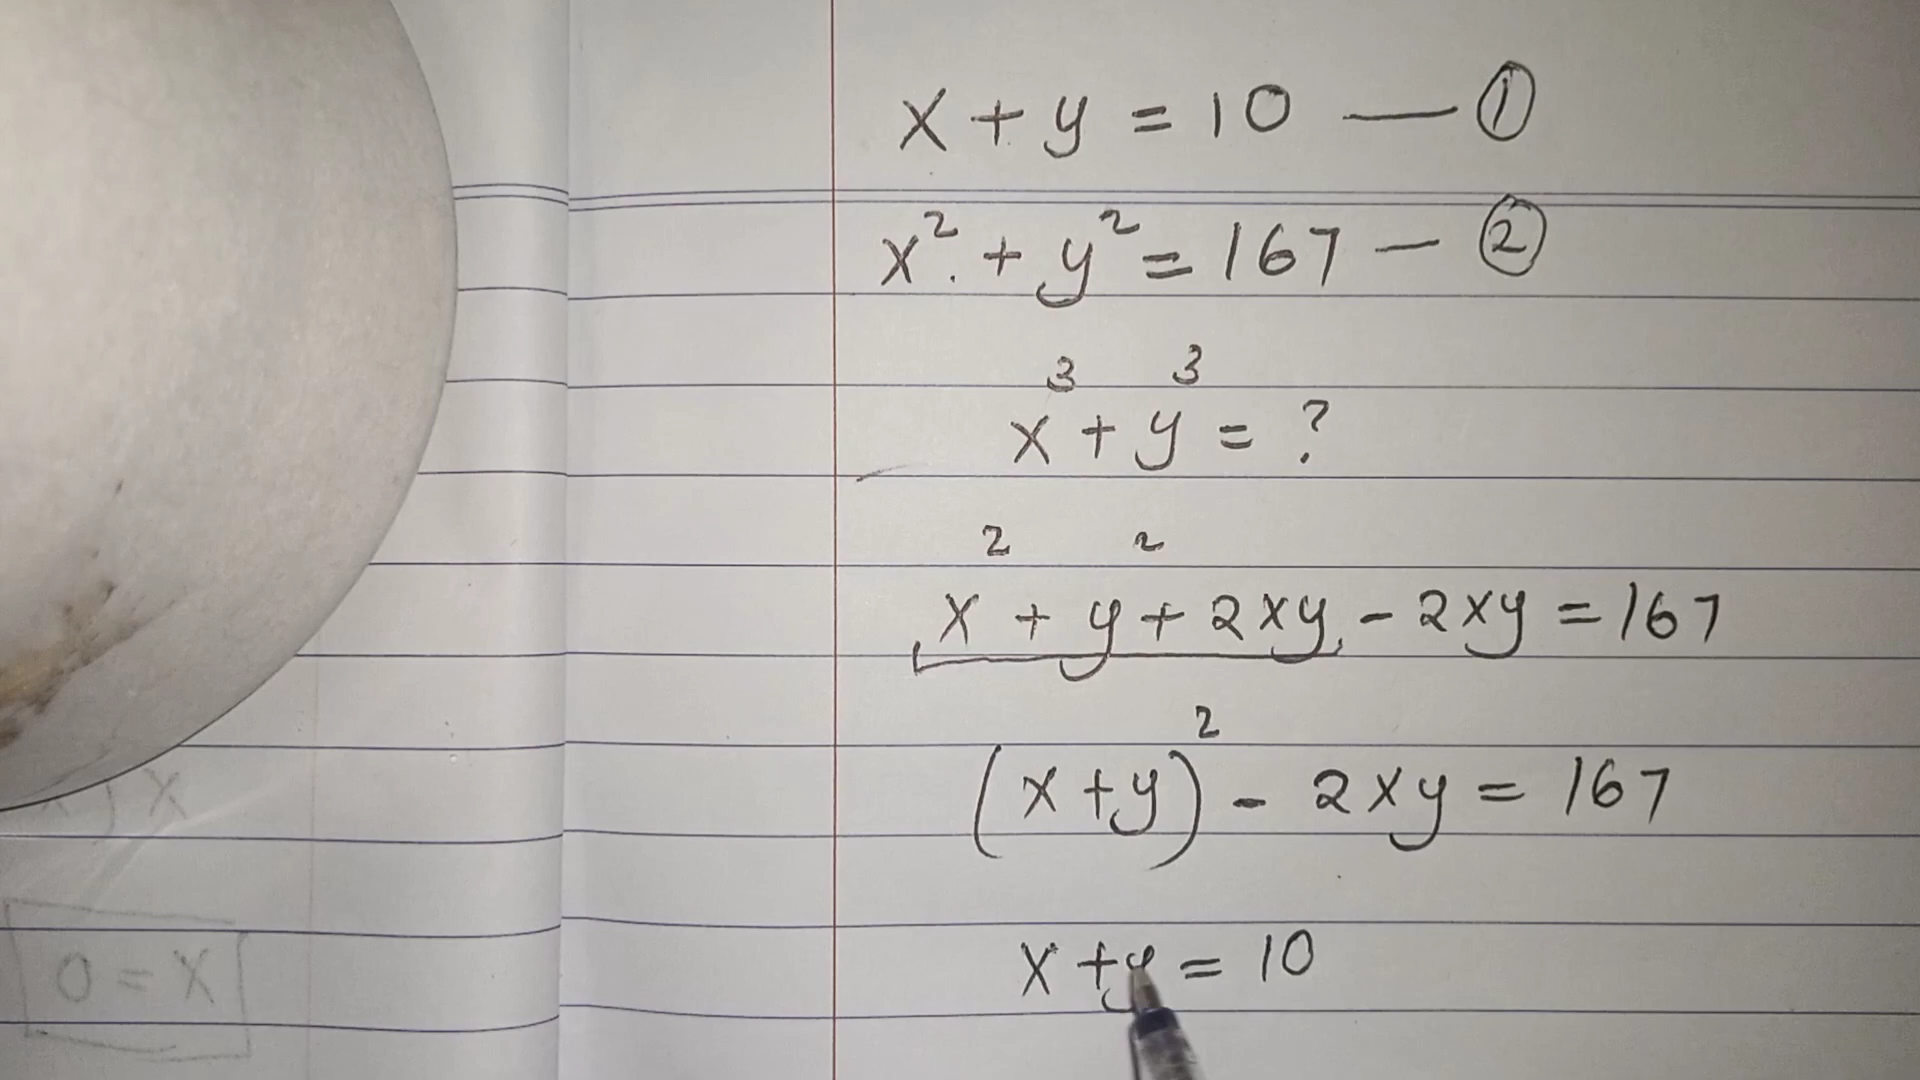 x + y = 10 — ①
x² + y² = 167 — ②
x³ + y³ = ?
x² + y² + 2xy - 2xy = 167
(x + y)² - 2xy = 167
x + y = 10